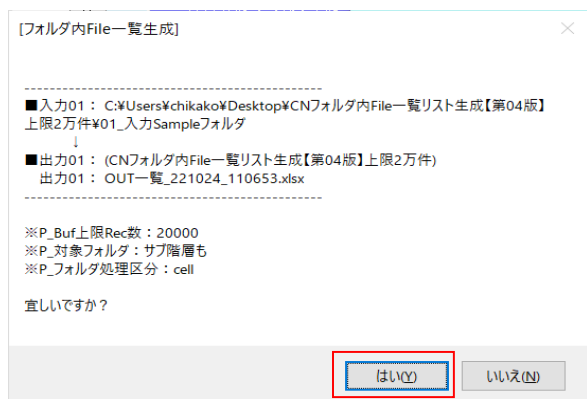 [フォルダ内File一覧生成]
----------------------------------------------
■入力01： C:¥Users¥chikako¥Desktop¥CNフォルダ内File一覧リスト生成【第04版】
上限2万件¥01_入力Sampleフォルダ
↓
■出力01： (CNフォルダ内File一覧リスト生成【第04版】上限2万件)
出力01： OUT一覧_221024_110653.xlsx
----------------------------------------------
※P_Buf上限Rec数：20000
※P_対象フォルダ：サブ階層も
※P_フォルダ処理区分：cell
宜しいですか？
はい(Y) いいえ(N)